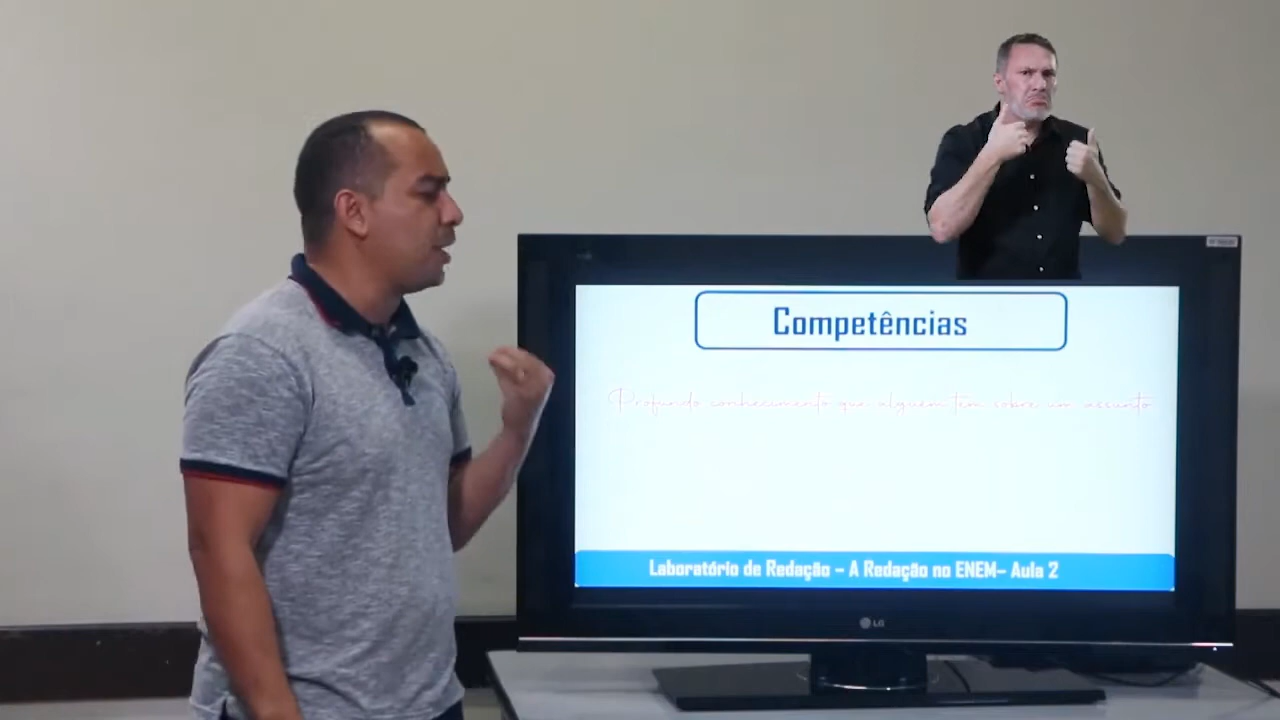 Competências
Profundo conhecimento que alguém tem sobre um assunto
Laboratório de Redação – A Redação no ENEM– Aula 2
LG